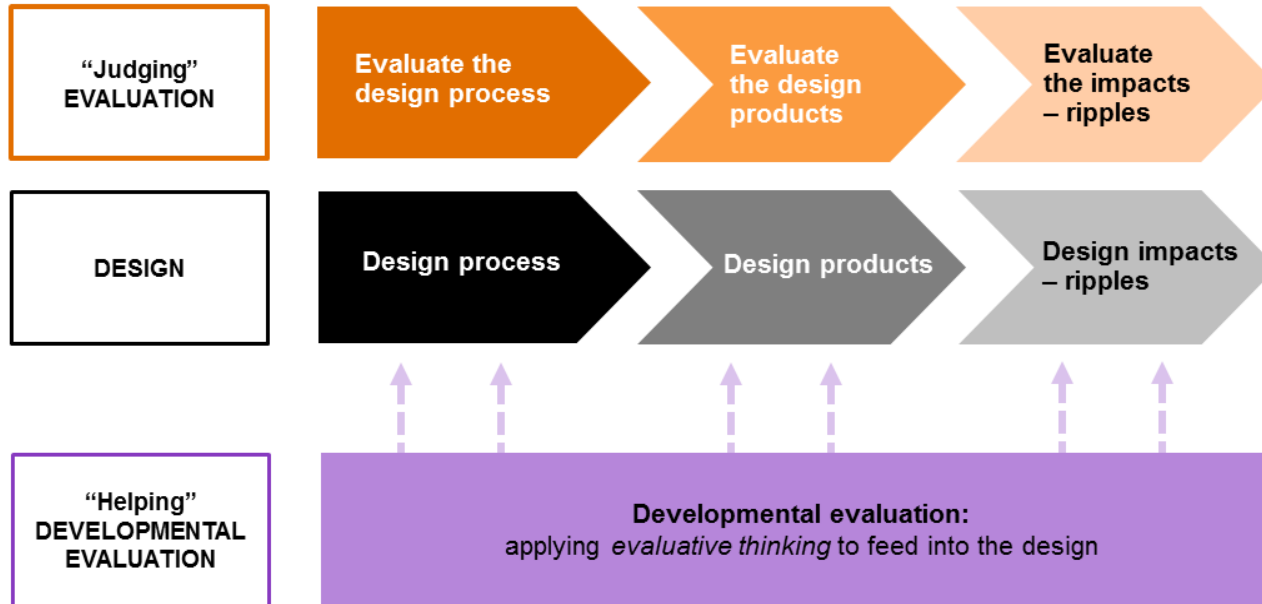 “Judging”
EVALUATION
Evaluate the
design process
Evaluate
the design
products
Evaluate
the impacts
– ripples
DESIGN
Design process
Design products
Design impacts
– ripples
“Helping”
DEVELOPMENTAL
EVALUATION
Developmental evaluation:
applying evaluative thinking to feed into the design